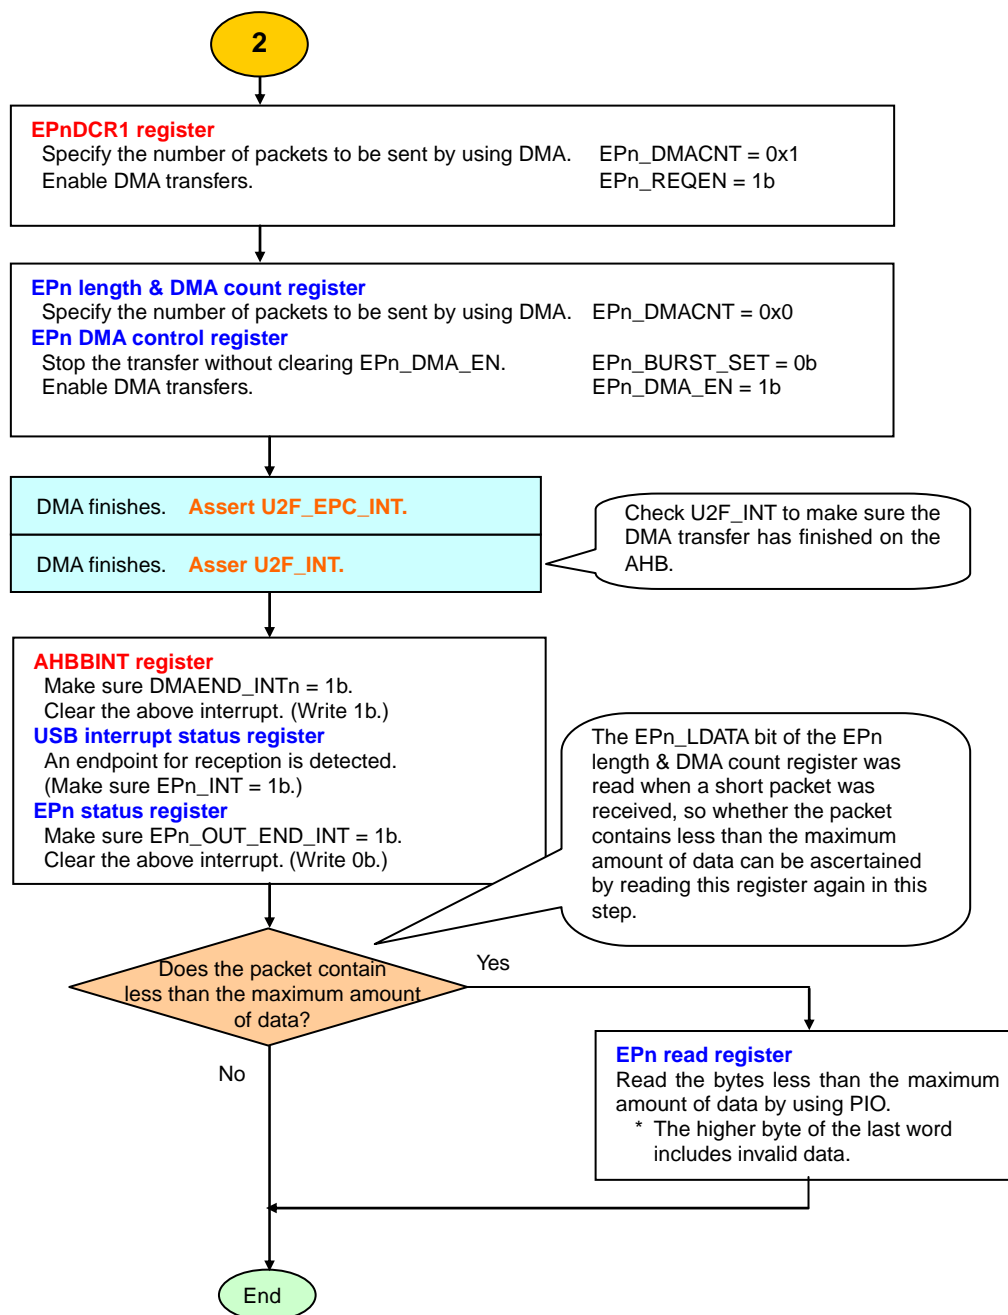 2
EPnDCR1 register
Specify the number of packets to be sent by using DMA. EPn_DMACNT = 0x1
Enable DMA transfers. EPn_REQEN = 1b
EPn length & DMA count register
Specify the number of packets to be sent by using DMA. EPn_DMACNT = 0x0
EPn DMA control register
Stop the transfer without clearing EPn_DMA_EN. EPn_BURST_SET = 0b
Enable DMA transfers. EPn_DMA_EN = 1b
DMA finishes. Assert U2F_EPC_INT.
DMA finishes. Asser U2F_INT.
Check U2F_INT to make sure the
DMA transfer has finished on the
AHB.
AHBBINT register
Make sure DMAEND_INTn = 1b.
Clear the above interrupt. (Write 1b.)
USB interrupt status register
An endpoint for reception is detected.
(Make sure EPn_INT = 1b.)
EPn status register
Make sure EPn_OUT_END_INT = 1b.
Clear the above interrupt. (Write 0b.)
The EPn_LDATA bit of the EPn
length & DMA count register was
read when a short packet was
received, so whether the packet
contains less than the maximum
amount of data can be ascertained
by reading this register again in this
step.
Does the packet contain
less than the maximum amount
of data?
Yes
No
EPn read register
Read the bytes less than the maximum
amount of data by using PIO.
* The higher byte of the last word
includes invalid data.
End